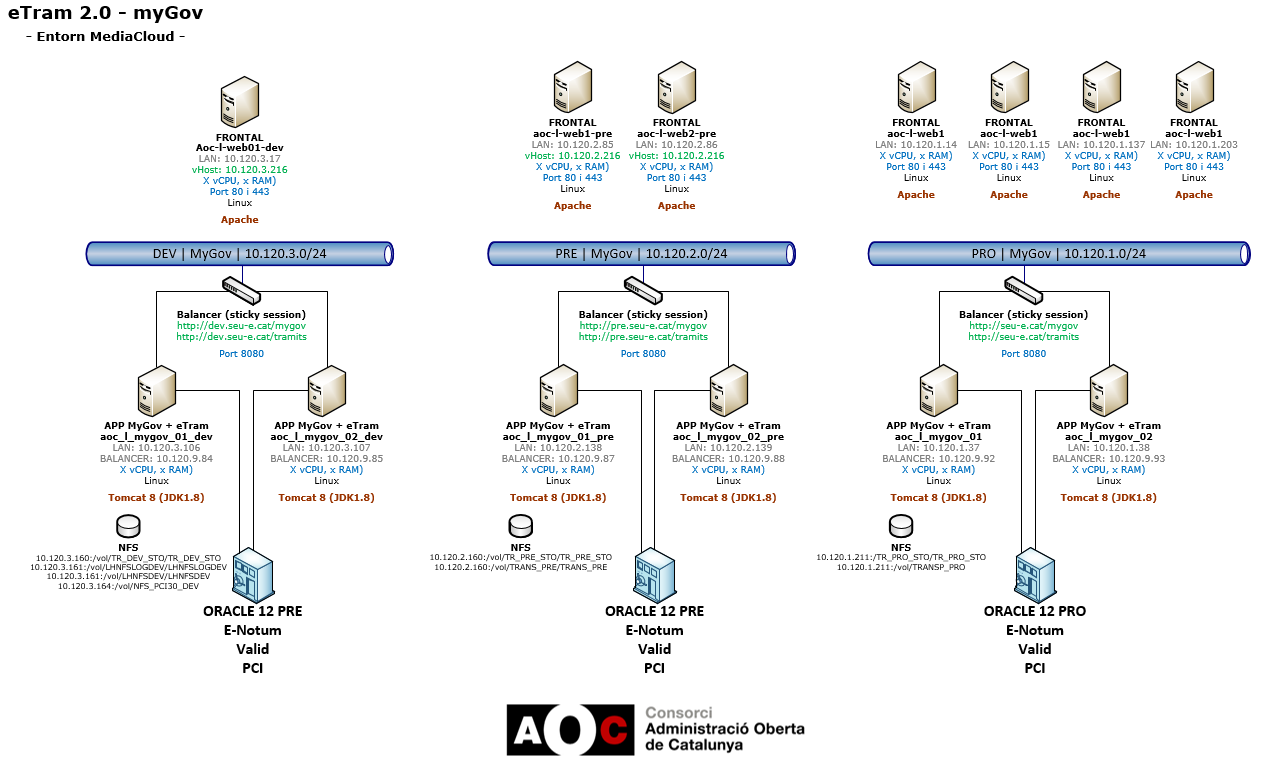 eTram 2.0 - myGov
- Entorn MediaCloud -
FRONTAL
Aoc-l-web01-dev
LAN: 10.120.3.17
vHost: 10.120.3.216
X vCPU, x RAM)
Port 80 i 443
Linux
Apache
FRONTAL
aoc-l-web1-pre
LAN: 10.120.2.85
vHost: 10.120.2.216
X vCPU, x RAM)
Port 80 i 443
Linux
Apache
FRONTAL
aoc-l-web2-pre
LAN: 10.120.2.86
vHost: 10.120.2.216
X vCPU, x RAM)
Port 80 i 443
Linux
Apache
FRONTAL
aoc-l-web1
LAN: 10.120.1.14
X vCPU, x RAM)
Port 80 i 443
Linux
Apache
FRONTAL
aoc-l-web1
LAN: 10.120.1.15
X vCPU, x RAM)
Port 80 i 443
Linux
Apache
FRONTAL
aoc-l-web1
LAN: 10.120.1.137
X vCPU, x RAM)
Port 80 i 443
Linux
Apache
FRONTAL
aoc-l-web1
LAN: 10.120.1.203
X vCPU, x RAM)
Port 80 i 443
Linux
Apache
DEV | MyGov | 10.120.3.0/24
PRE | MyGov | 10.120.2.0/24
PRO | MyGov | 10.120.1.0/24
Balancer (sticky session)
http://dev.seu-e.cat/mygov
http://dev.seu-e.cat/tramits
Port 8080
Balancer (sticky session)
http://pre.seu-e.cat/mygov
http://pre.seu-e.cat/tramits
Port 8080
Balancer (sticky session)
http://seu-e.cat/mygov
http://seu-e.cat/tramits
Port 8080
APP MyGov + eTram
aoc_l_mygov_01_dev
LAN: 10.120.3.106
BALANCER: 10.120.9.84
X vCPU, x RAM)
Linux
Tomcat 8 (JDK1.8)
APP MyGov + eTram
aoc_l_mygov_02_dev
LAN: 10.120.3.107
BALANCER: 10.120.9.85
X vCPU, x RAM)
Linux
Tomcat 8 (JDK1.8)
APP MyGov + eTram
aoc_l_mygov_01_pre
LAN: 10.120.2.138
BALANCER: 10.120.9.87
X vCPU, x RAM)
Linux
Tomcat 8 (JDK1.8)
APP MyGov + eTram
aoc_l_mygov_02_pre
LAN: 10.120.2.139
BALANCER: 10.120.9.88
X vCPU, x RAM)
Linux
Tomcat 8 (JDK1.8)
APP MyGov + eTram
aoc_l_mygov_01
LAN: 10.120.1.37
BALANCER: 10.120.9.92
X vCPU, x RAM)
Linux
Tomcat 8 (JDK1.8)
APP MyGov + eTram
aoc_l_mygov_02
LAN: 10.120.1.38
BALANCER: 10.120.9.93
X vCPU, x RAM)
Linux
Tomcat 8 (JDK1.8)
NFS
10.120.3.160:/vol/TR_DEV_STO/TR_DEV_STO
10.120.3.161:/vol/LHNFSLOGDEV/LHNFSLOGDEV
10.120.3.161:/vol/LHNFSDEV/LHNFSDEV
10.120.3.164:/vol/NFS_PCI30_DEV
NFS
10.120.2.160:/vol/TR_PRE_STO/TR_PRE_STO
10.120.2.160:/vol/TRANS_PRE/TRANS_PRE
NFS
10.120.1.211:/TR_PRO_STO/TR_PRO_STO
10.120.1.211:/vol/TRANSP_PRO
ORACLE 12 PRE
E-Notum
Valid
PCI
ORACLE 12 PRE
E-Notum
Valid
PCI
ORACLE 12 PRO
E-Notum
Valid
PCI
AOC
Consorci
Administració Oberta
de Catalunya